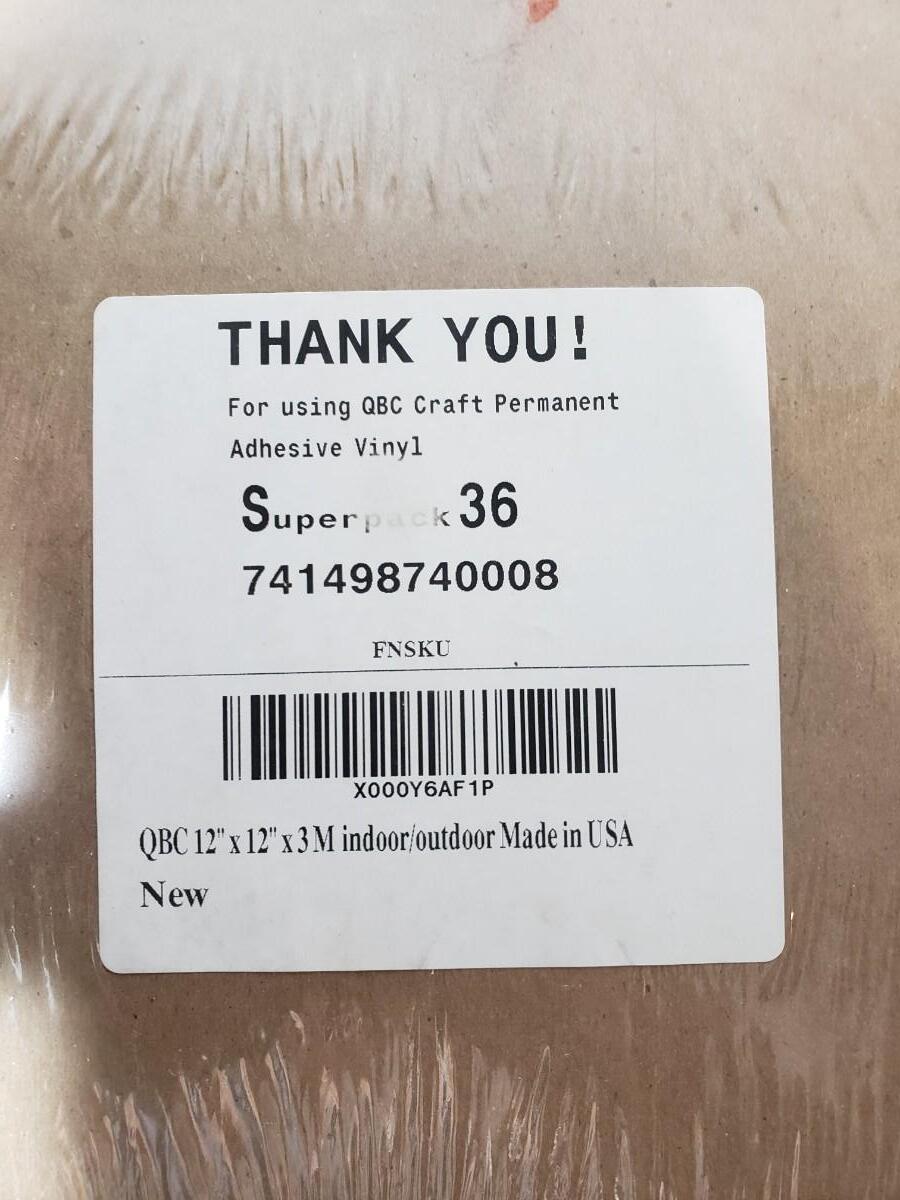 THANK YOU!
For using QBC Craft Permanent
Adhesive Vinyl
Superpack 36
741498740008
FNSKU
X000Y6AF1P
QBC 12" x 12" x 3 M indoor/outdoor Made in USA
New